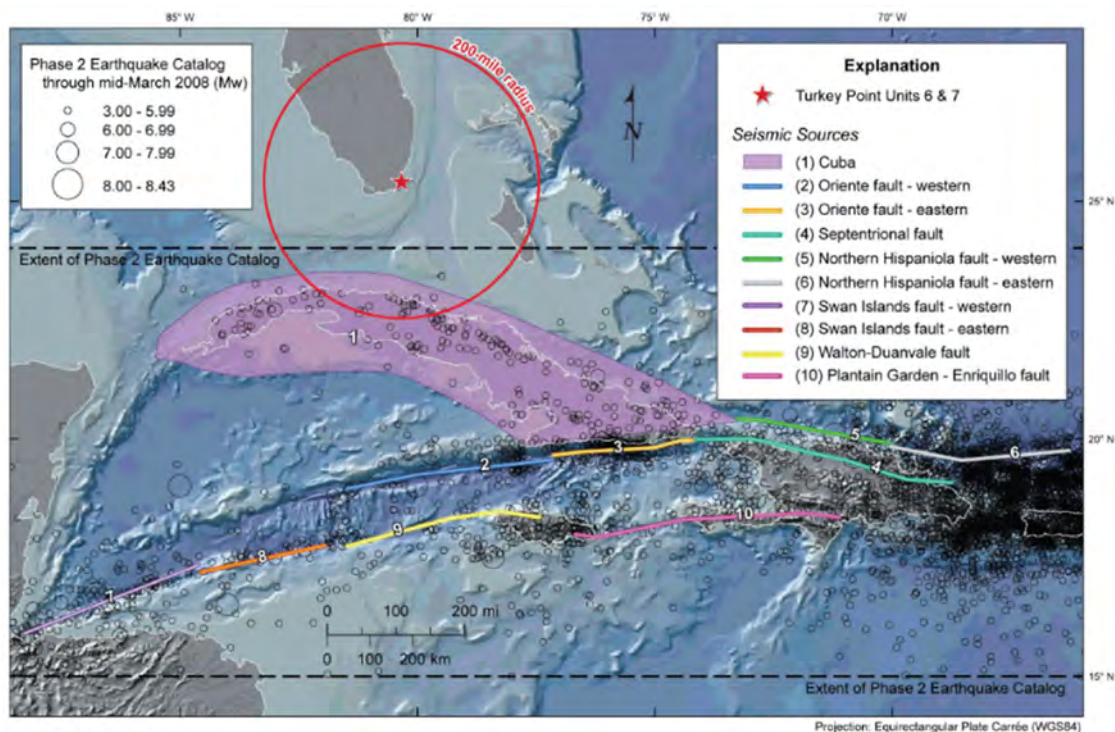 85° W
80° W
75° W
70° W
Phase 2 Earthquake Catalog
through mid-March 2008 (Mw)
3.00 - 5.99
6.00 - 6.99
7.00 - 7.99
8.00 - 8.43
200-mile radius
N
Explanation
Turkey Point Units 6 & 7
Seismic Sources
(1) Cuba
(2) Oriente fault - western
(3) Oriente fault - eastern
(4) Septentrional fault
(5) Northern Hispaniola fault - western
(6) Northern Hispaniola fault - eastern
(7) Swan Islands fault - western
(8) Swan Islands fault - eastern
(9) Walton-Duanvale fault
(10) Plantain Garden - Enriquillo fault
25° N
Extent of Phase 2 Earthquake Catalog
1
20° N
5
3
6
2
4
10
9
8
7
0 100 200 mi
0 100 200 km
15° N
Extent of Phase 2 Earthquake Catalog
Projection: Equirectangular Plate Carrée (WGS84)